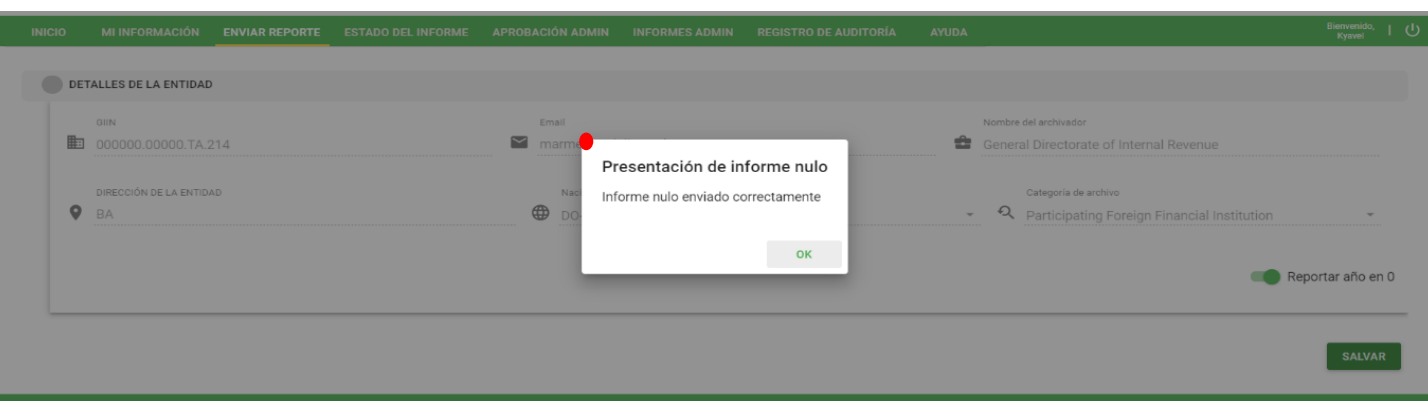 INICIO MI INFORMACIÓN ENVIAR REPORTE ESTADO DEL INFORME APROBACIÓN ADMIN INFORMES ADMIN REGISTRO DE AUDITORÍA AYUDA Bienvenido,
Kyavel
DETALLES DE LA ENTIDAD
GIIN Email Nombre del archivador
000000.00000.TA.214 General Directorate of Internal Revenue
Presentación de informe nulo
DIRECCIÓN DE LA ENTIDAD Categoría de archivo
Informe nulo enviado correctamente
BA DO- Participating Foreign Financial Institution
OK
Reportar año en 0
SALVAR